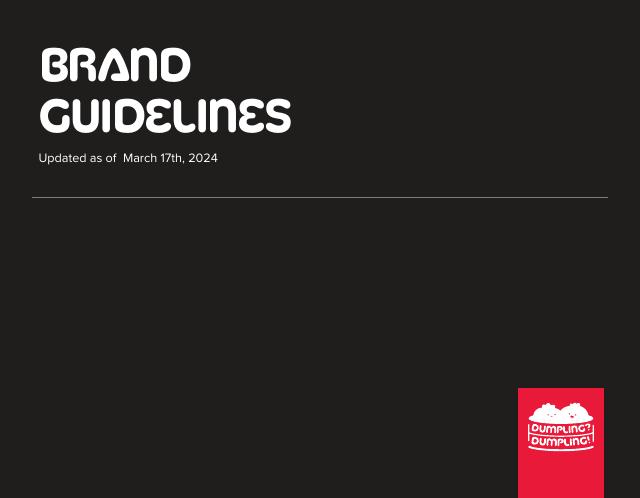 BRAND
GUIDELINES
Updated as of  March 17th, 2024
DUMPLING?
DUMPLING!